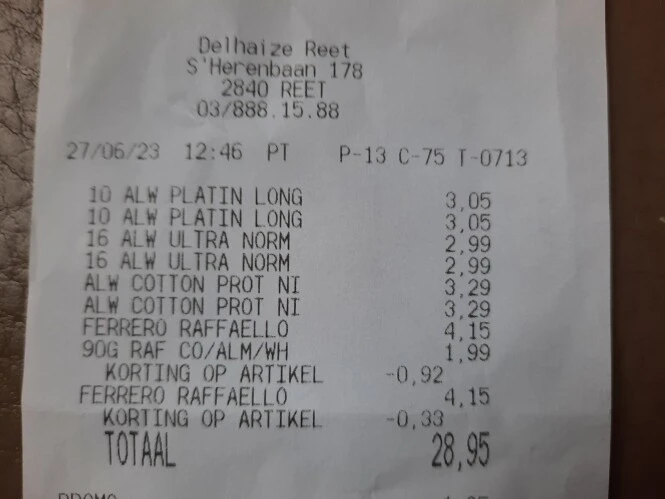 Delhaize Reet
S'Herenbaan 178
2840 REET
03/888.15.88
27/06/23 12:46 PT P-13 C-75 T-0713
10 ALW PLATIN LONG 3,05
10 ALW PLATIN LONG 3,05
16 ALW ULTRA NORM 2,99
16 ALW ULTRA NORM 2,99
ALW COTTON PROT NI 3,29
ALW COTTON PROT NI 3,29
FERRERO RAFFAELLO 4,15
90G RAF CO/ALM/WH 1,99
KORTING OP ARTIKEL -0,92
FERRERO RAFFAELLO 4,15
KORTING OP ARTIKEL -0,33
TOTAAL 28,95